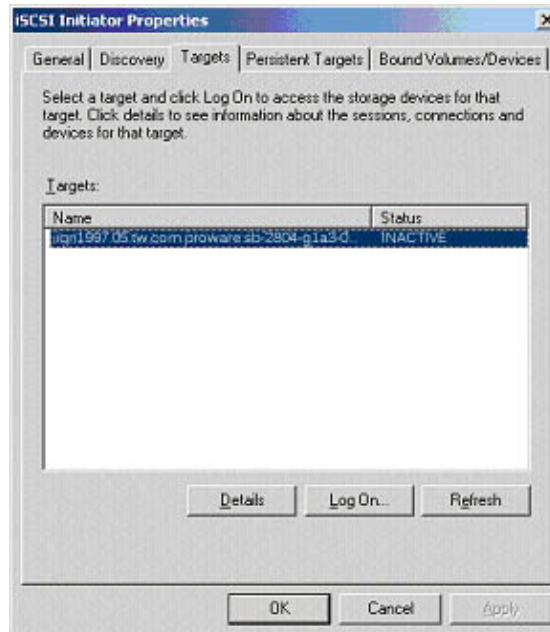 iSCSI Initiator Properties
General Discovery Targets Persistent Targets Bound Volumes/Devices
Select a target and click Log On to access the storage devices for that
target. Click details to see information about the sessions, connections and
devices for that target.
Targets:
Name Status
INACTIVE
Details Log On... Refresh
OK Cancel Apply